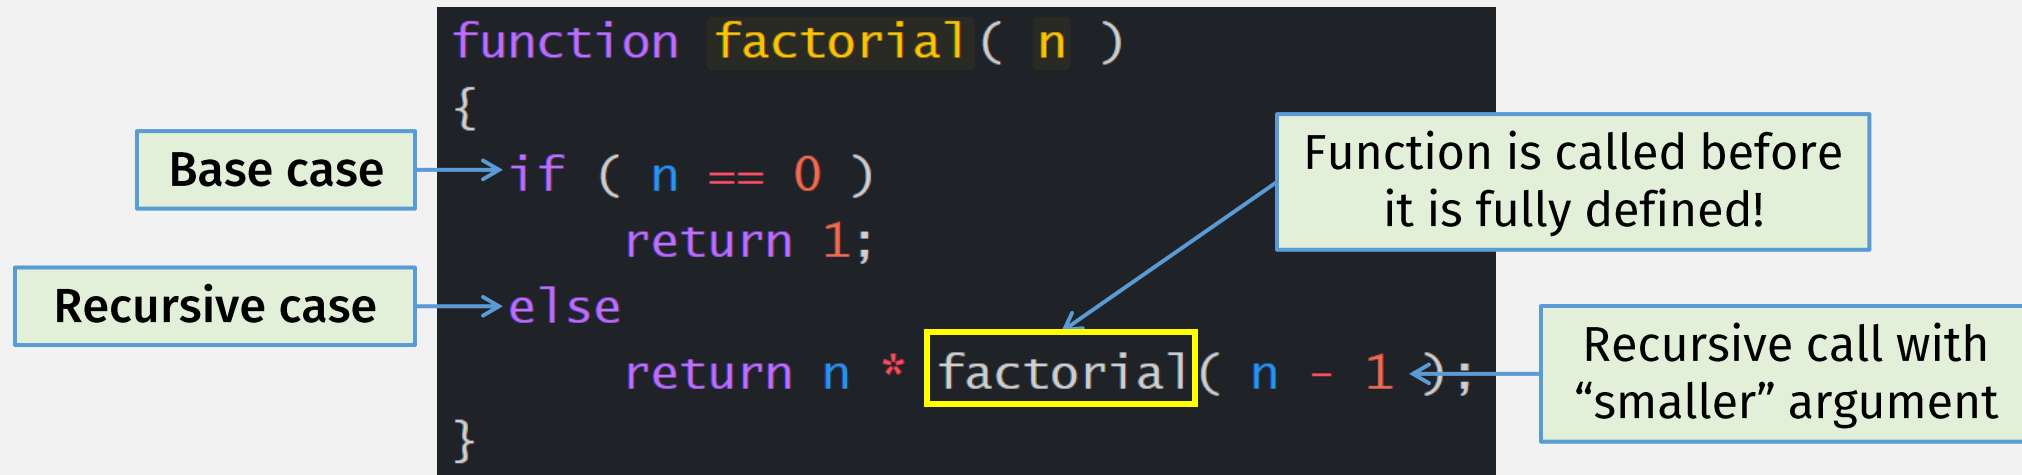 function factorial( n )
{
Base case
if ( n == 0 )
return 1;
Function is called before
it is fully defined!
Recursive case
else
return n * factorial( n - 1 );
Recursive call with
“smaller” argument
}